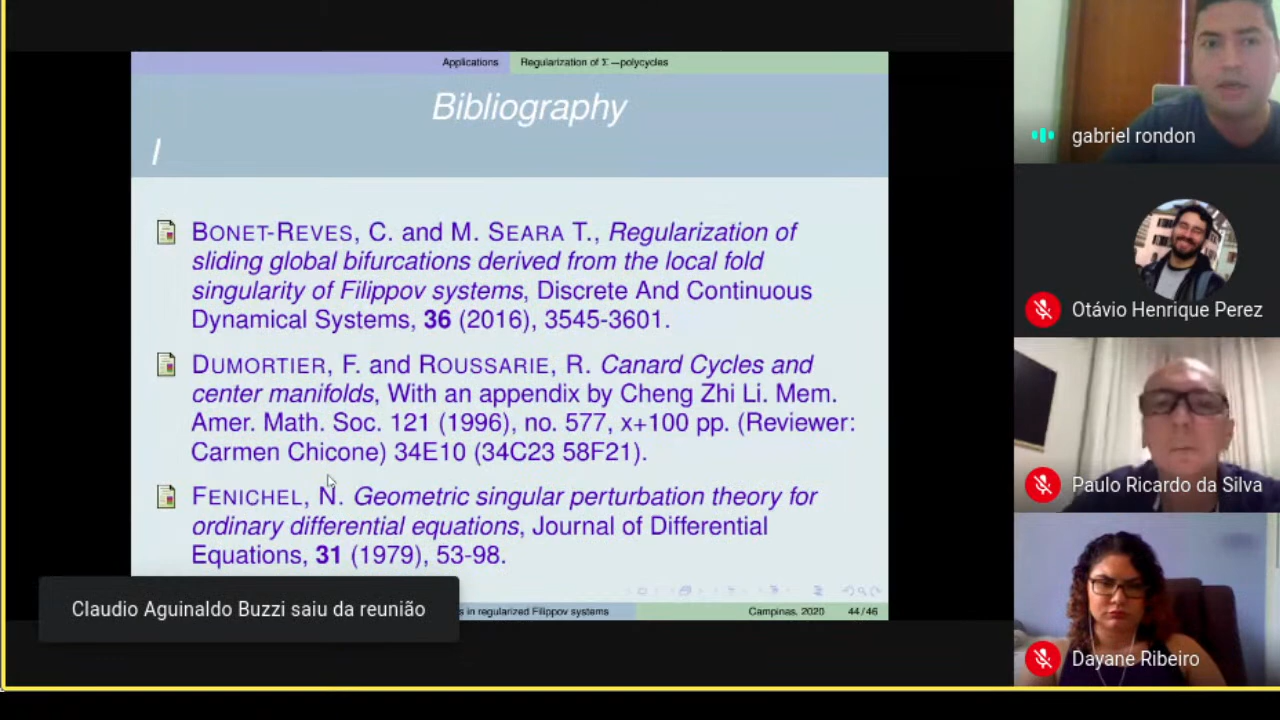 Applications
Regularization of Σ−polycycles
Bibliography
I
BONET-REVES, C. and M. SEARA T., Regularization of
sliding global bifurcations derived from the local fold
singularity of Filippov systems, Discrete And Continuous
Dynamical Systems, 36 (2016), 3545-3601.
DUMORTIER, F. and ROUSSARIE, R. Canard Cycles and
center manifolds, With an appendix by Cheng Zhi Li. Mem.
Amer. Math. Soc. 121 (1996), no. 577, x+100 pp. (Reviewer:
Carmen Chicone) 34E10 (34C23 58F21).
FENICHEL, N. Geometric singular perturbation theory for
ordinary differential equations, Journal of Differential
Equations, 31 (1979), 53-98.
in regularized Filippov systems
Campinas, 2020
44/46
Claudio Aguinaldo Buzzi saiu da reunião
gabriel rondon
Otávio Henrique Perez
Paulo Ricardo da Silva
Dayane Ribeiro